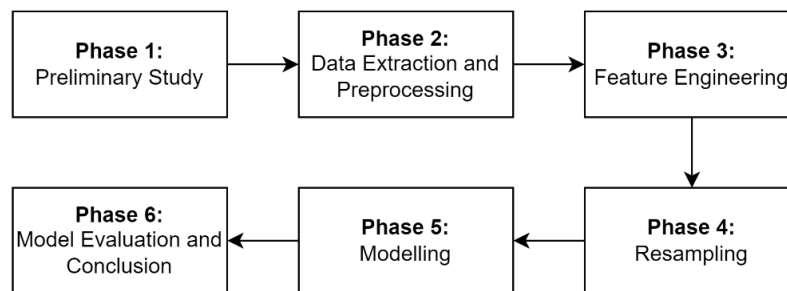 Phase 1:
Preliminary Study
Phase 2:
Data Extraction and
Preprocessing
Phase 3:
Feature Engineering
Phase 4:
Resampling
Phase 5:
Modelling
Phase 6:
Model Evaluation and
Conclusion